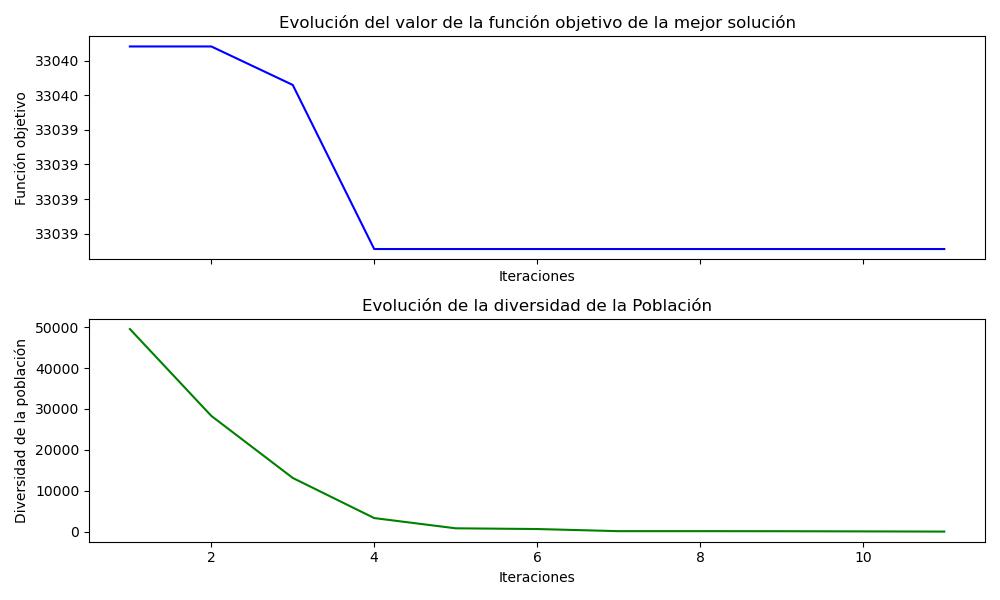 Evolución del valor de la función objetivo de la mejor solución
Función objetivo
33040
33040
33039
33039
33039
33039
Iteraciones
Evolución de la diversidad de la Población
Diversidad de la población
50000
40000
30000
20000
10000
0
2 4 6 8 10
Iteraciones